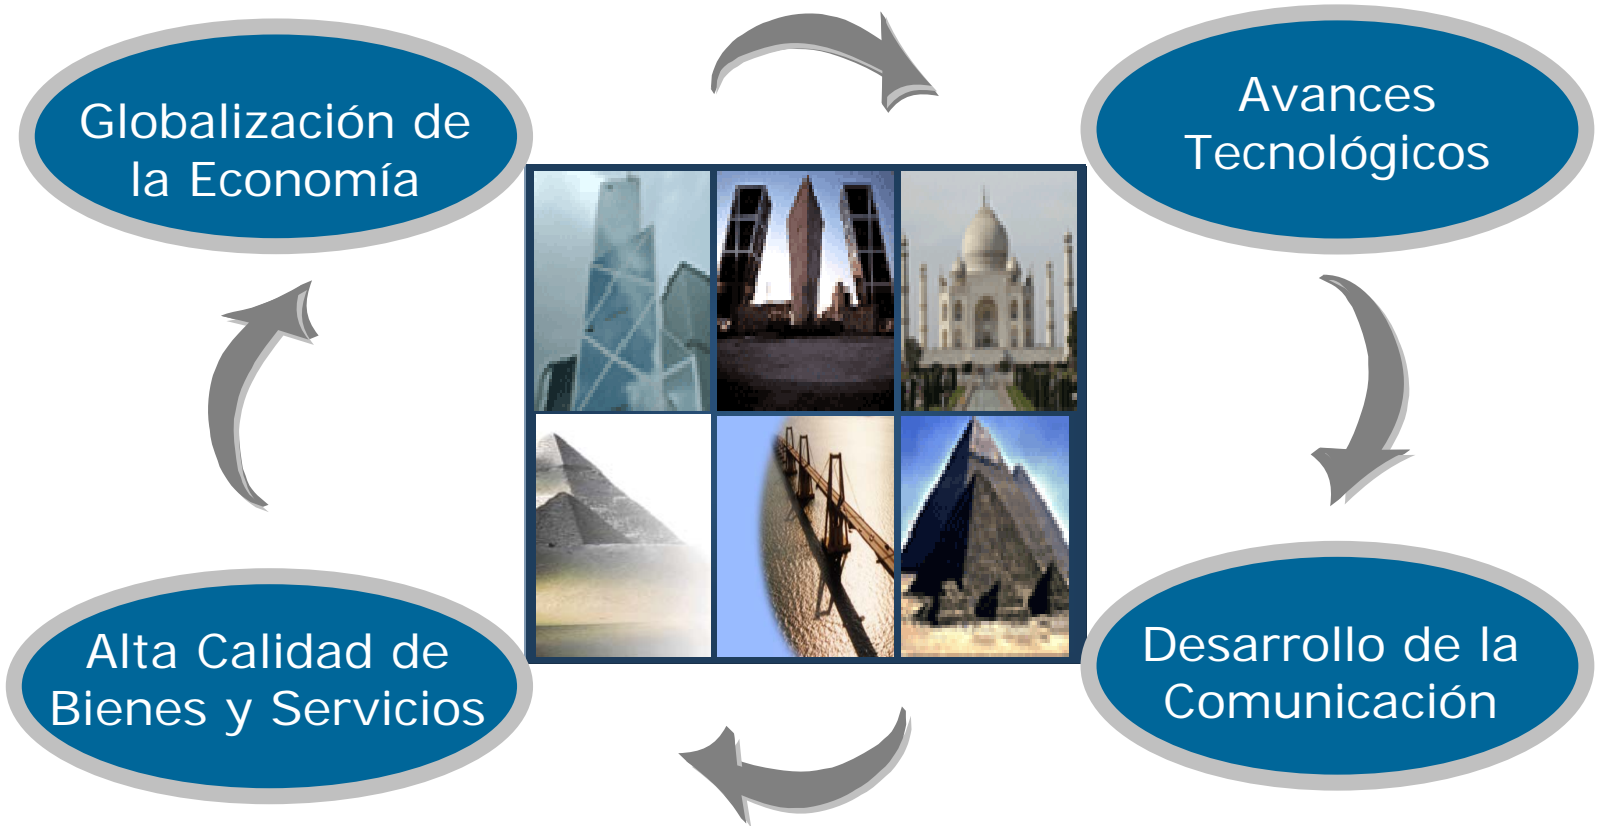 Globalización de
la Economía
Avances
Tecnológicos
Alta Calidad de
Bienes y Servicios
Desarrollo de la
Comunicación